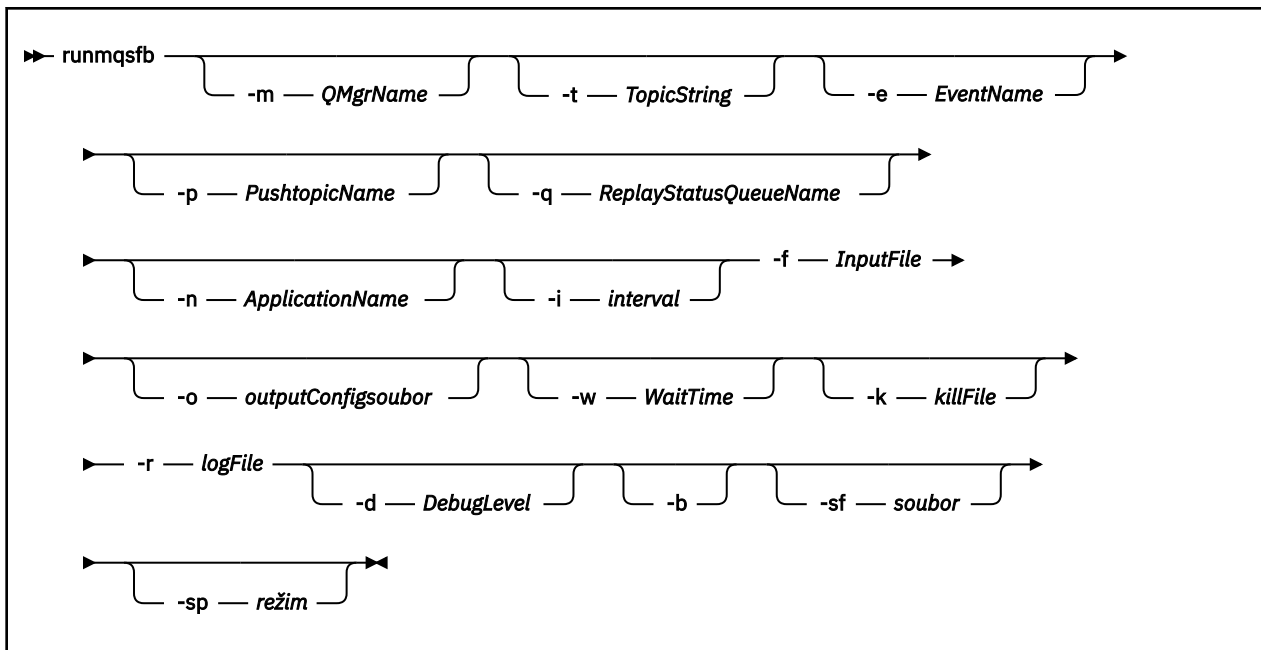 runmqsfb
-m QMgrName -t TopicString -e EventName
-p PushtopicName -q ReplayStatusQueueName
-f InputFile
-n ApplicationName -i interval
-o outputConfigsoubor -w WaitTime -k killFile
-r logFile
-d DebugLevel -b -sf soubor
-sp režim